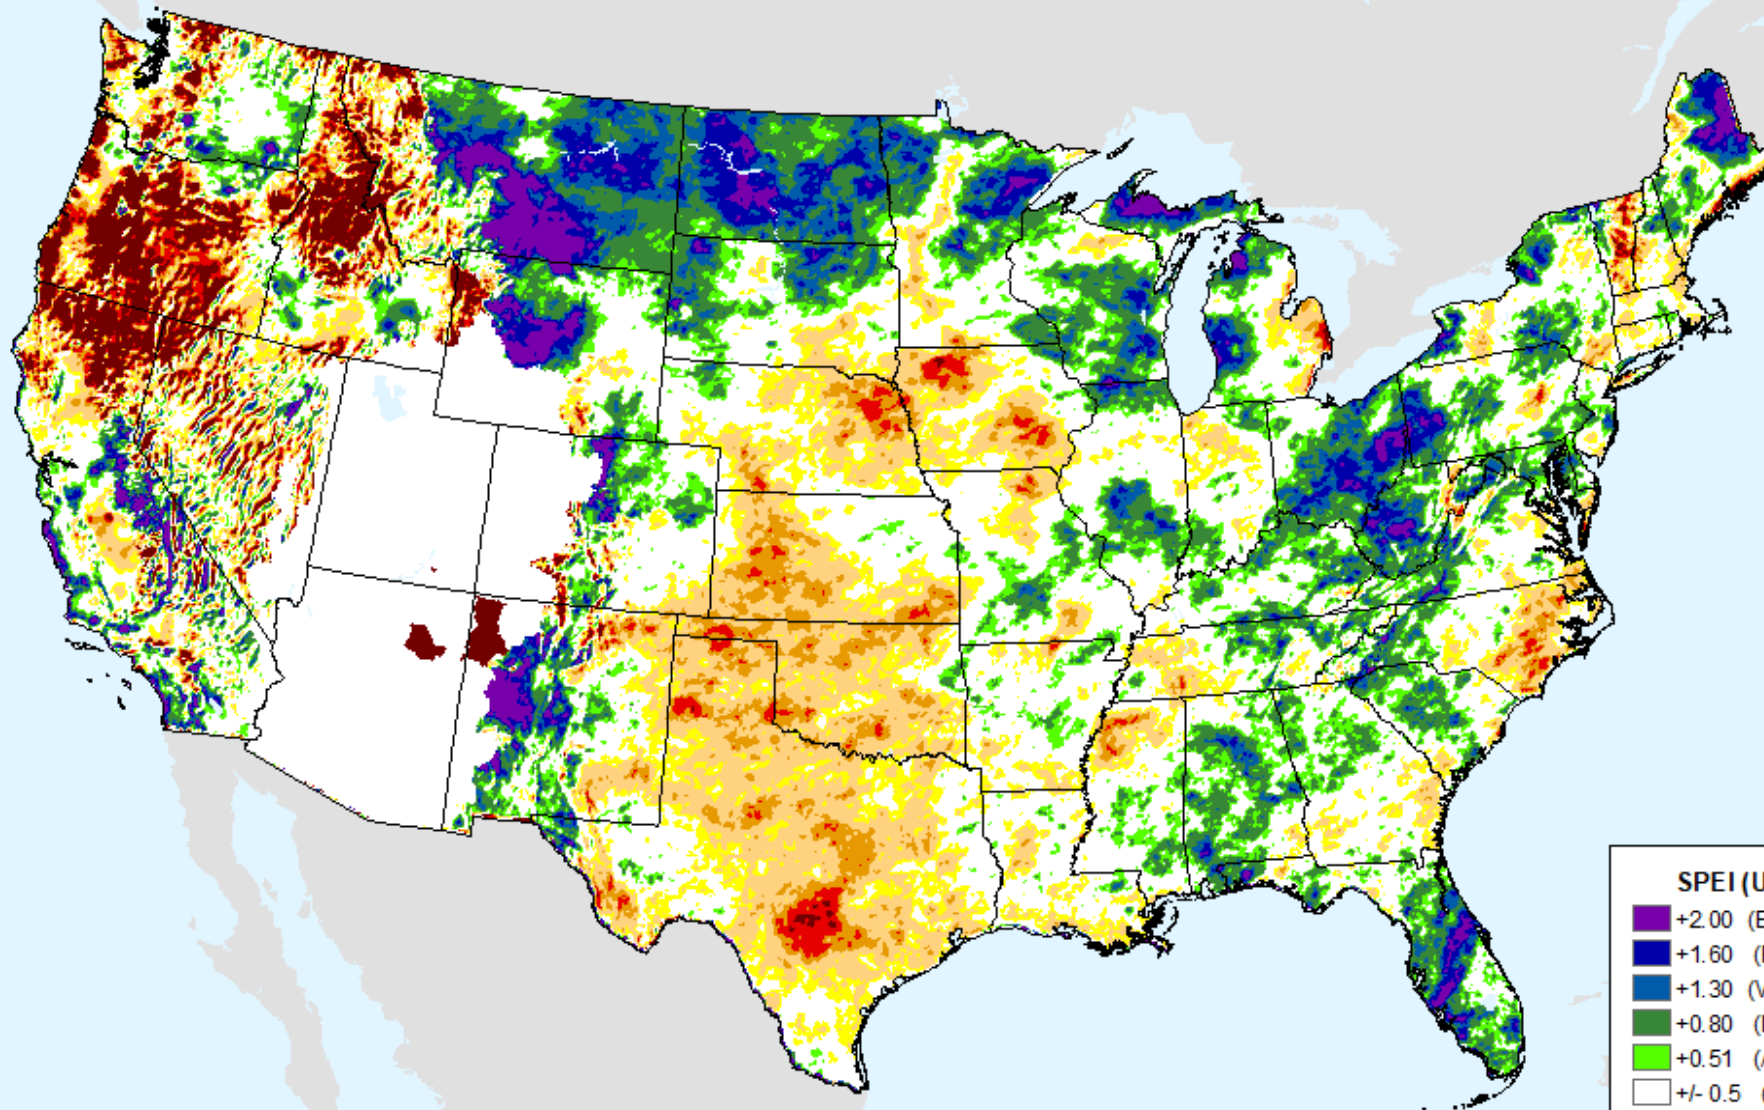 SPEI (U
+2.00 (E
+1.60 (
+1.30 (V
+0.80 (
+0.51 (
+/- 0.5 (